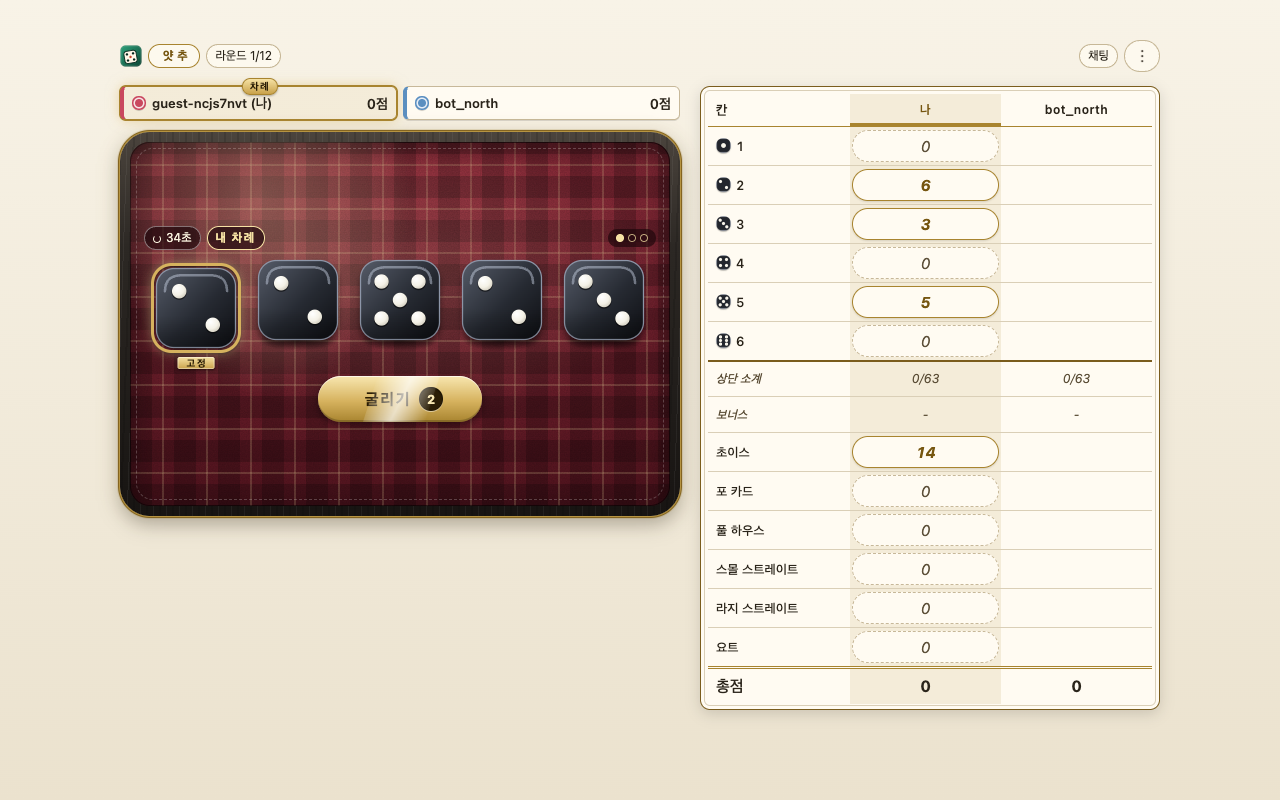 얏 추
라운드 1/12
채팅
차례
guest-ncjs7nvt (나)
0점
bot_north
0점
34초
내 차례
고정
굴리기 2
칸 나 bot_north
1 0
2 6
3 3
4 0
5 5
6 0
상단 소계 0/63 0/63
보너스 - -
초이스 14
포 카드 0
풀 하우스 0
스몰 스트레이트 0
라지 스트레이트 0
요트 0
총점 0 0